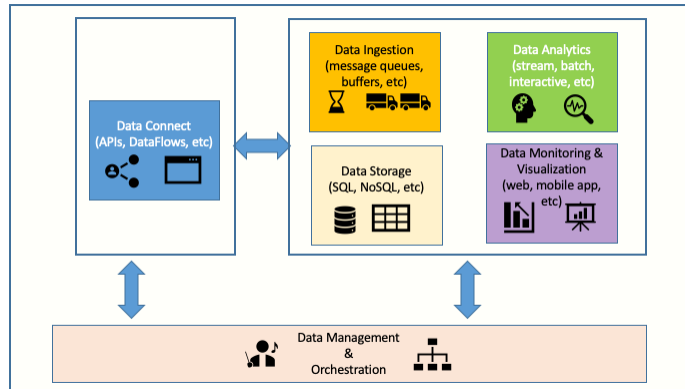 Data Ingestion
(message queues,
buffers, etc)
Data Analytics
(stream, batch,
interactive, etc)
Data Connect
(APIs, DataFlows, etc)
Data Storage
(SQL, NoSQL, etc)
Data Monitoring &
Visualization
(web, mobile app,
etc)
Data Management
&
Orchestration